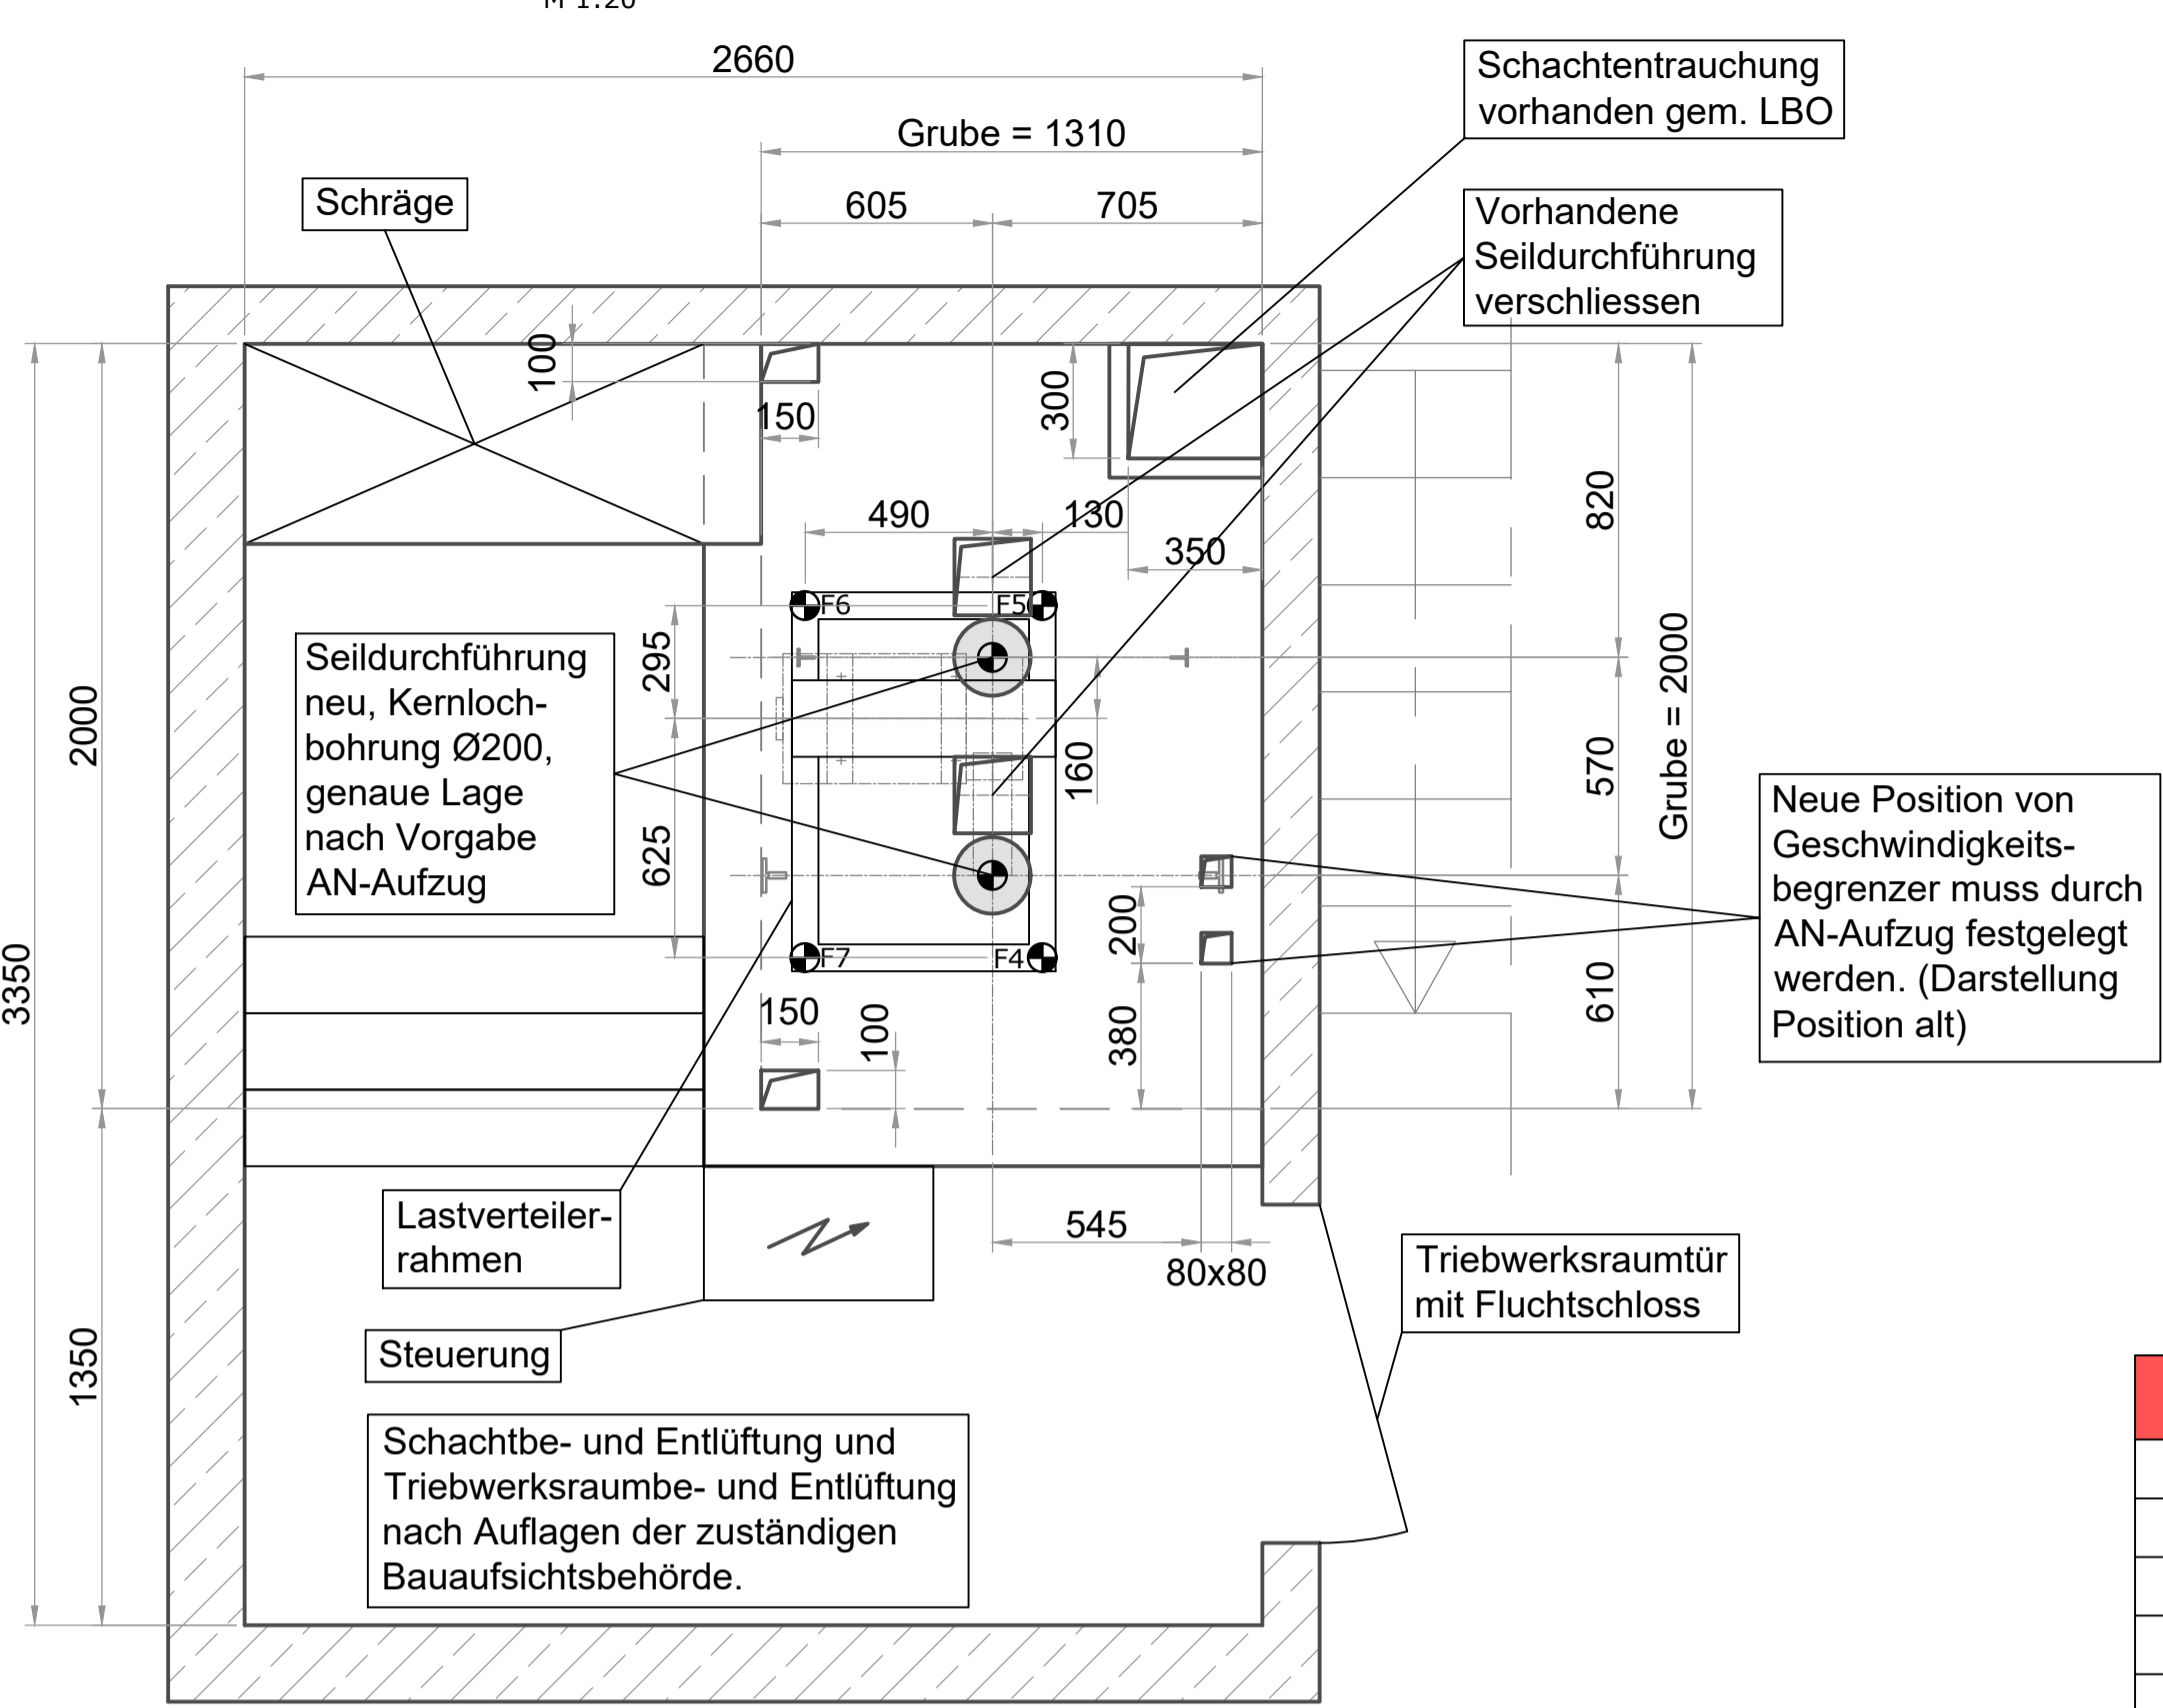 M 1:20
2660
Grube = 1310
605
705
Schachtentrauchung
vorhanden gem. LBO
Schräge
Vorhandene
Seildurchführung
verschliessen
100
150
300
490
130
350
820
F6
F5
Seildurchführung
neu, Kernloch-
bohrung Ø200,
genaue Lage
nach Vorgabe
AN-Aufzug
295
625
160
2000
570
Grube = 2000
Neue Position von
Geschwindigkeits-
begrenzer muss durch
AN-Aufzug festgelegt
werden. (Darstellung
Position alt)
F7
F4
200
3350
150
100
380
610
Lastverteiler-
rahmen
545
80x80
Triebwerksraumtür
mit Fluchtschloss
Steuerung
1350
Schachtbe- und Entlüftung und
Triebwerksraumbe- und Entlüftung
nach Auflagen der zuständigen
Bauaufsichtsbehörde.